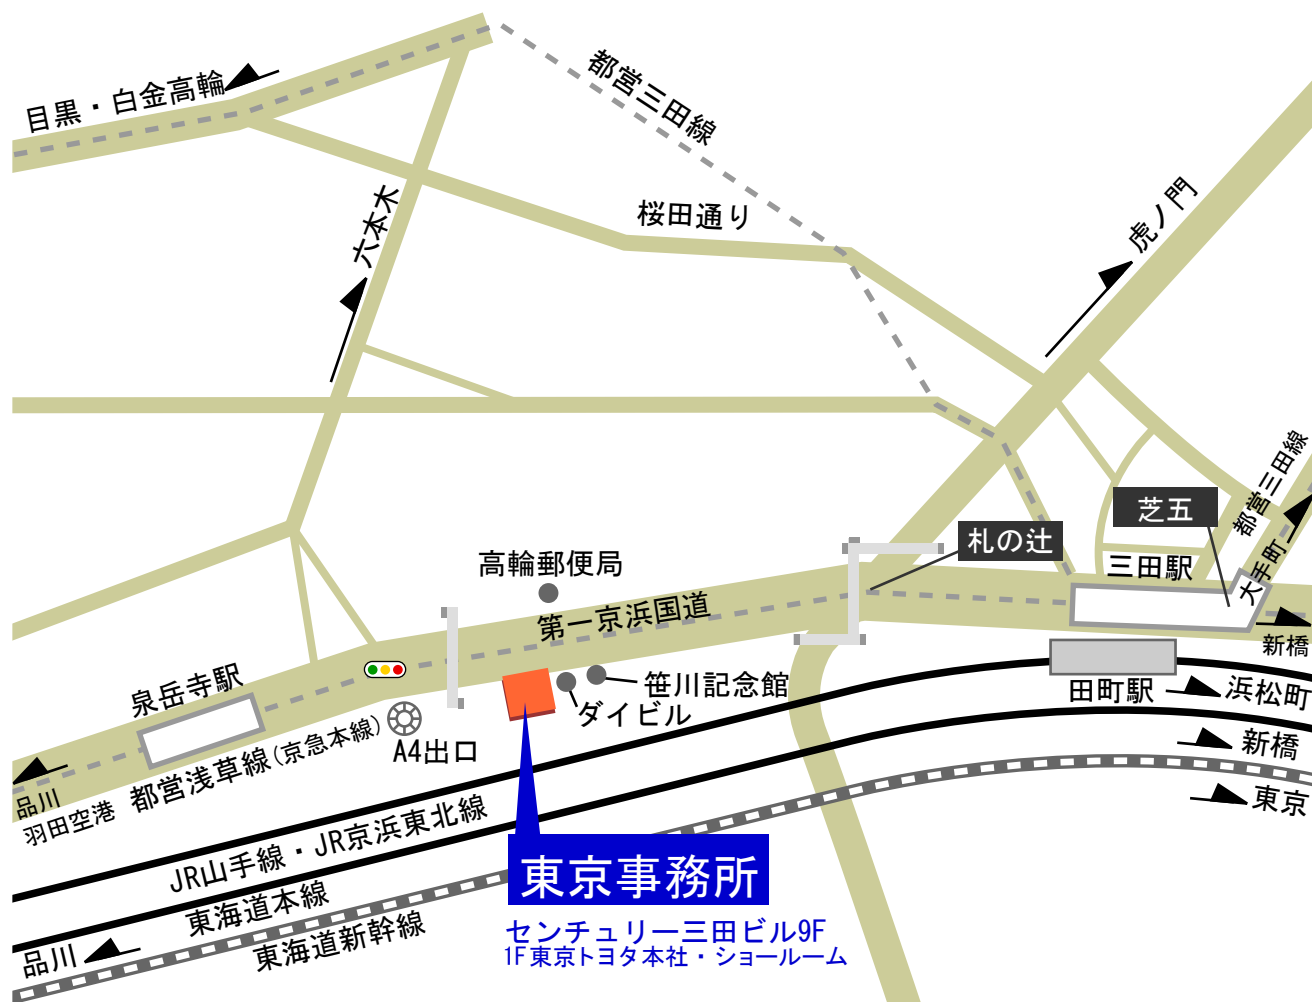 目黒・白金高輪
都営三田線
六本木
桜田通り
虎ノ門
都営三田線
芝五
札の辻
大手町
三田駅
高輪郵便局
第一京浜国道
新橋
泉岳寺駅
笹川記念館
ダイビル
田町駅
浜松町
新橋
東京
A4出口
品川
羽田空港
都営浅草線(京急本線)
JR山手線・JR京浜東北線
東海道本線
東海道新幹線
品川
東京事務所
センチュリー三田ビル9F
1F東京トヨタ本社・ショールーム